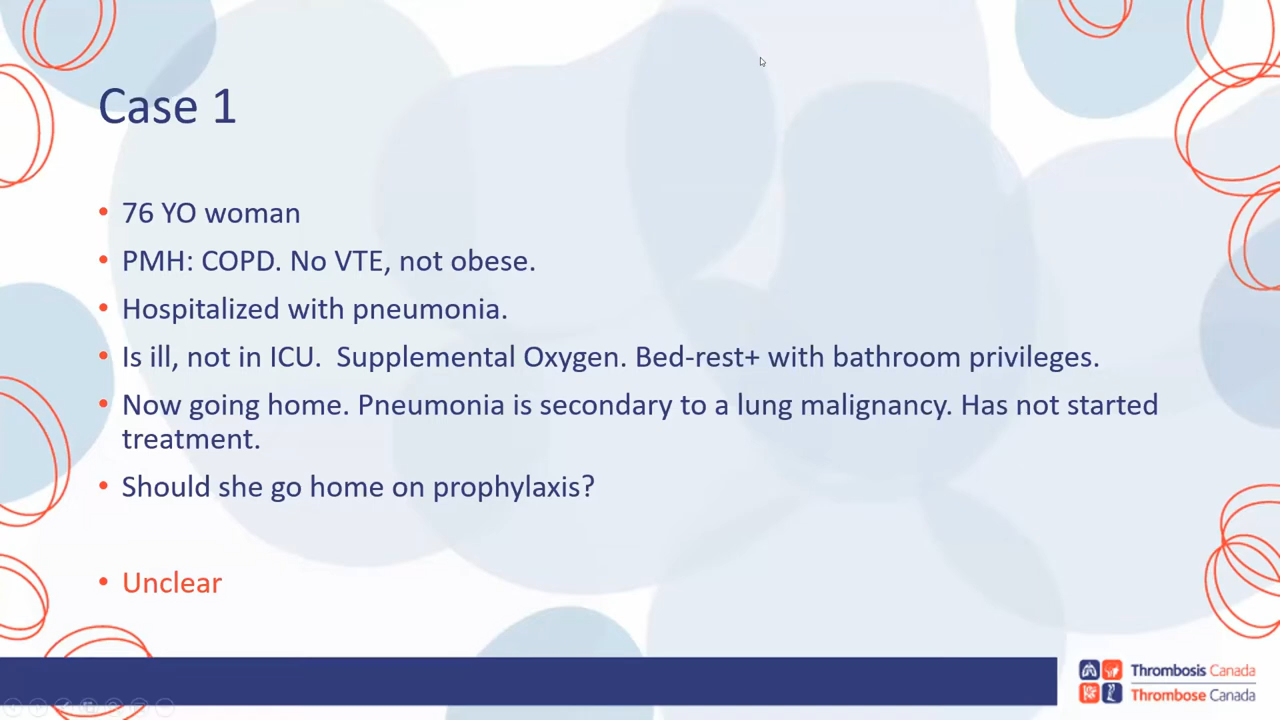 Case 1
• 76 YO woman
• PMH: COPD. No VTE, not obese.
• Hospitalized with pneumonia.
• Is ill, not in ICU.  Supplemental Oxygen. Bed-rest+ with bathroom privileges.
• Now going home. Pneumonia is secondary to a lung malignancy. Has not started
treatment.
• Should she go home on prophylaxis?
• Unclear
Thrombosis Canada
Thrombose Canada